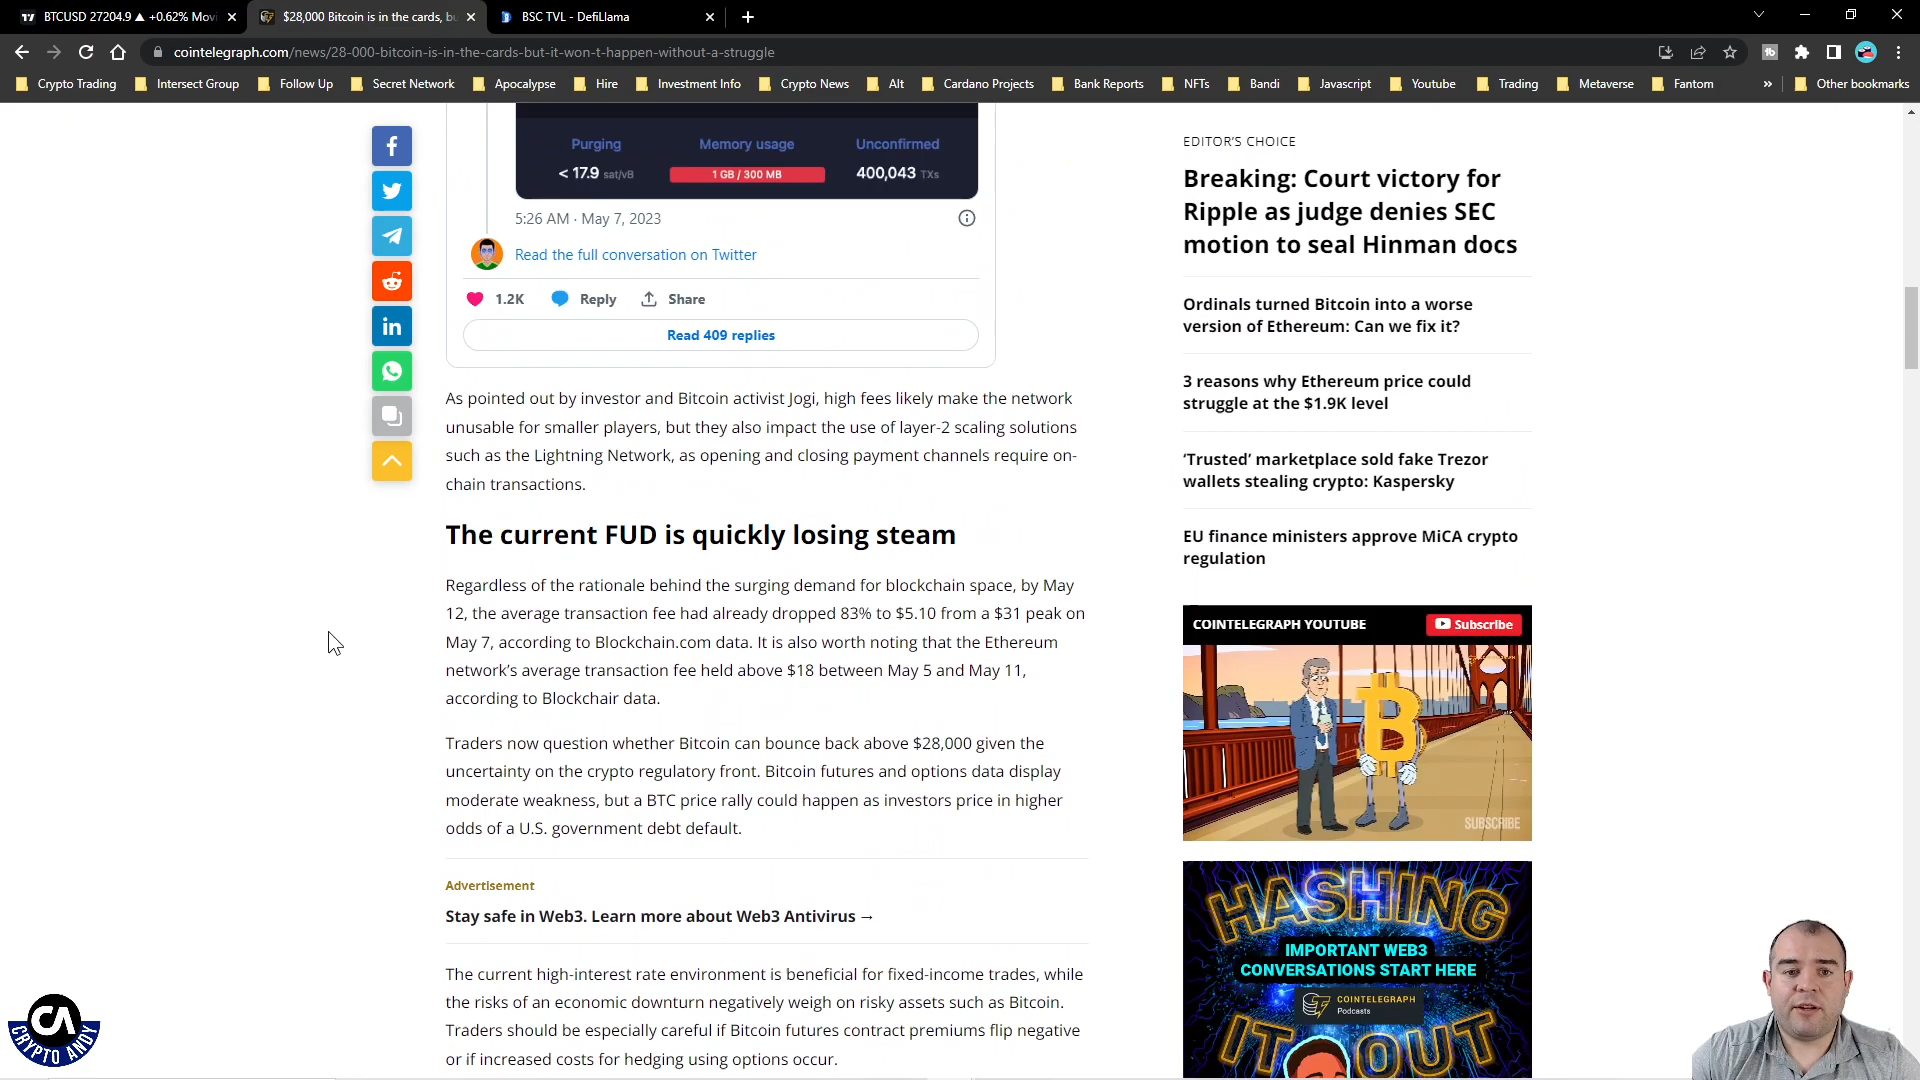 BTCUSD 27204.9 ▲ +0.62% Movi
$28,000 Bitcoin is in the cards, bu
BSC TVL - DefiLlama
cointelegraph.com/news/28-000-bitcoin-is-in-the-cards-but-it-won-t-happen-without-a-struggle
Crypto Trading
Intersect Group
Follow Up
Secret Network
Apocalypse
Hire
Investment Info
Crypto News
Alt
Cardano Projects
Bank Reports
NFTs
Bandi
Javascript
Youtube
Trading
Metaverse
Fantom
»
Other bookmarks
Purging
Memory usage
Unconfirmed
< 17.9 sat/vB
1 GB / 300 MB
400,043 TXs
5:26 AM · May 7, 2023
Read the full conversation on Twitter
1.2K
Reply
Share
Read 409 replies
As pointed out by investor and Bitcoin activist Jogi, high fees likely make the network
unusable for smaller players, but they also impact the use of layer-2 scaling solutions
such as the Lightning Network, as opening and closing payment channels require on-
chain transactions.
The current FUD is quickly losing steam
Regardless of the rationale behind the surging demand for blockchain space, by May
12, the average transaction fee had already dropped 83% to $5.10 from a $31 peak on
May 7, according to Blockchain.com data. It is also worth noting that the Ethereum
network's average transaction fee held above $18 between May 5 and May 11,
according to Blockchair data.
Traders now question whether Bitcoin can bounce back above $28,000 given the
uncertainty on the crypto regulatory front. Bitcoin futures and options data display
moderate weakness, but a BTC price rally could happen as investors price in higher
odds of a U.S. government debt default.
Advertisement
Stay safe in Web3. Learn more about Web3 Antivirus →
The current high-interest rate environment is beneficial for fixed-income trades, while
the risks of an economic downturn negatively weigh on risky assets such as Bitcoin.
Traders should be especially careful if Bitcoin futures contract premiums flip negative
or if increased costs for hedging using options occur.
EDITOR'S CHOICE
Breaking: Court victory for
Ripple as judge denies SEC
motion to seal Hinman docs
Ordinals turned Bitcoin into a worse
version of Ethereum: Can we fix it?
3 reasons why Ethereum price could
struggle at the $1.9K level
‘Trusted’ marketplace sold fake Trezor
wallets stealing crypto: Kaspersky
EU finance ministers approve MiCA crypto
regulation
COINTELEGRAPH YOUTUBE
Subscribe
SUBSCRIBE
HASHING
IMPORTANT WEB3
CONVERSATIONS START HERE
COINTELEGRAPH
Podcasts
IT OUT
CA
CRYPTO ANDY